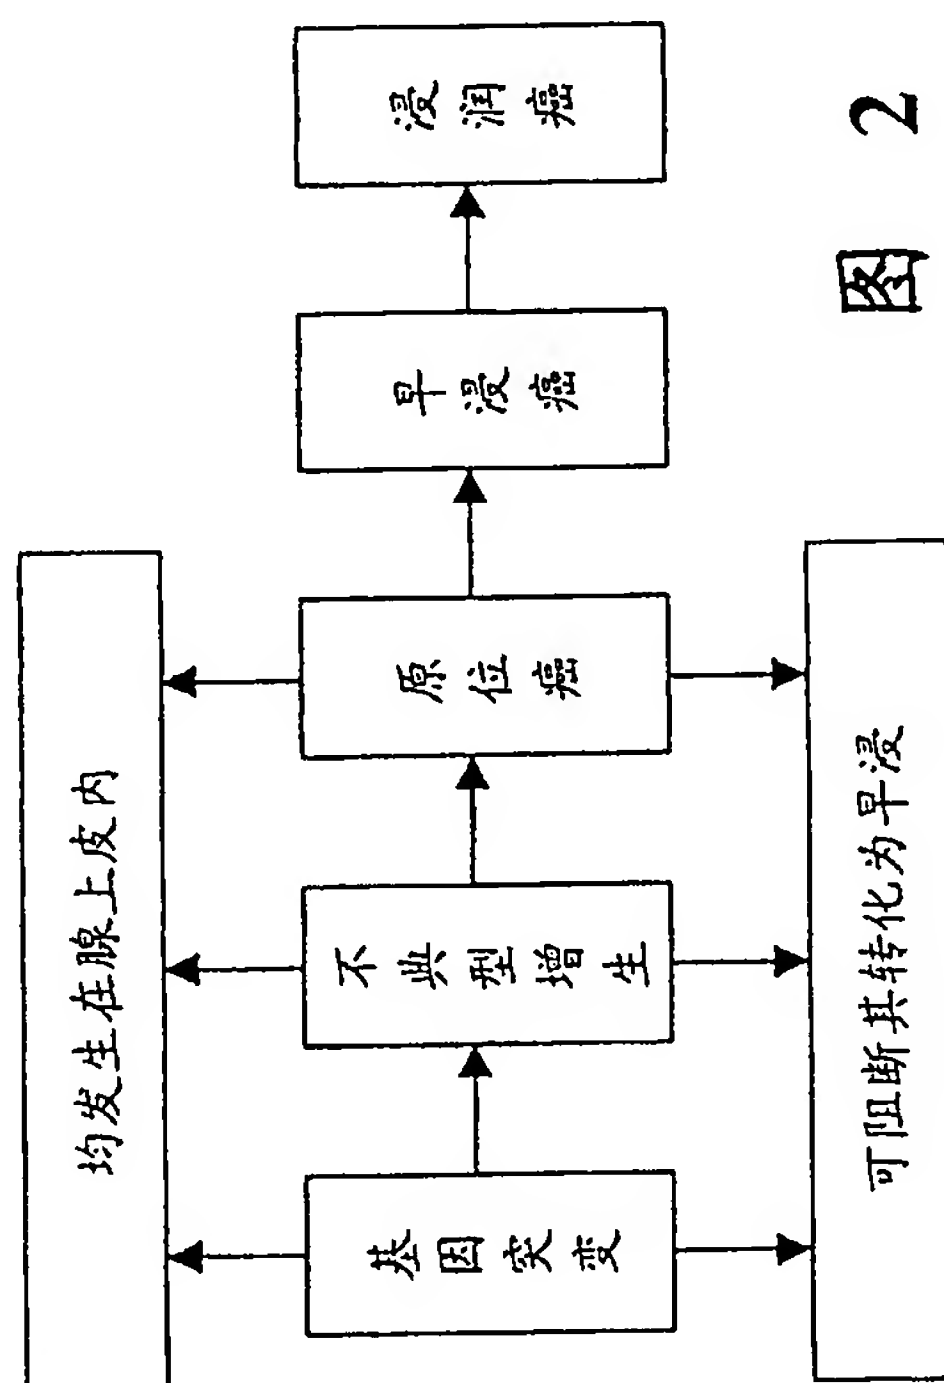 均发生在腺上皮内
基因突变
不典型增生
原位癌
早浸癌
浸润癌
可阻断其转化为早浸
图 2